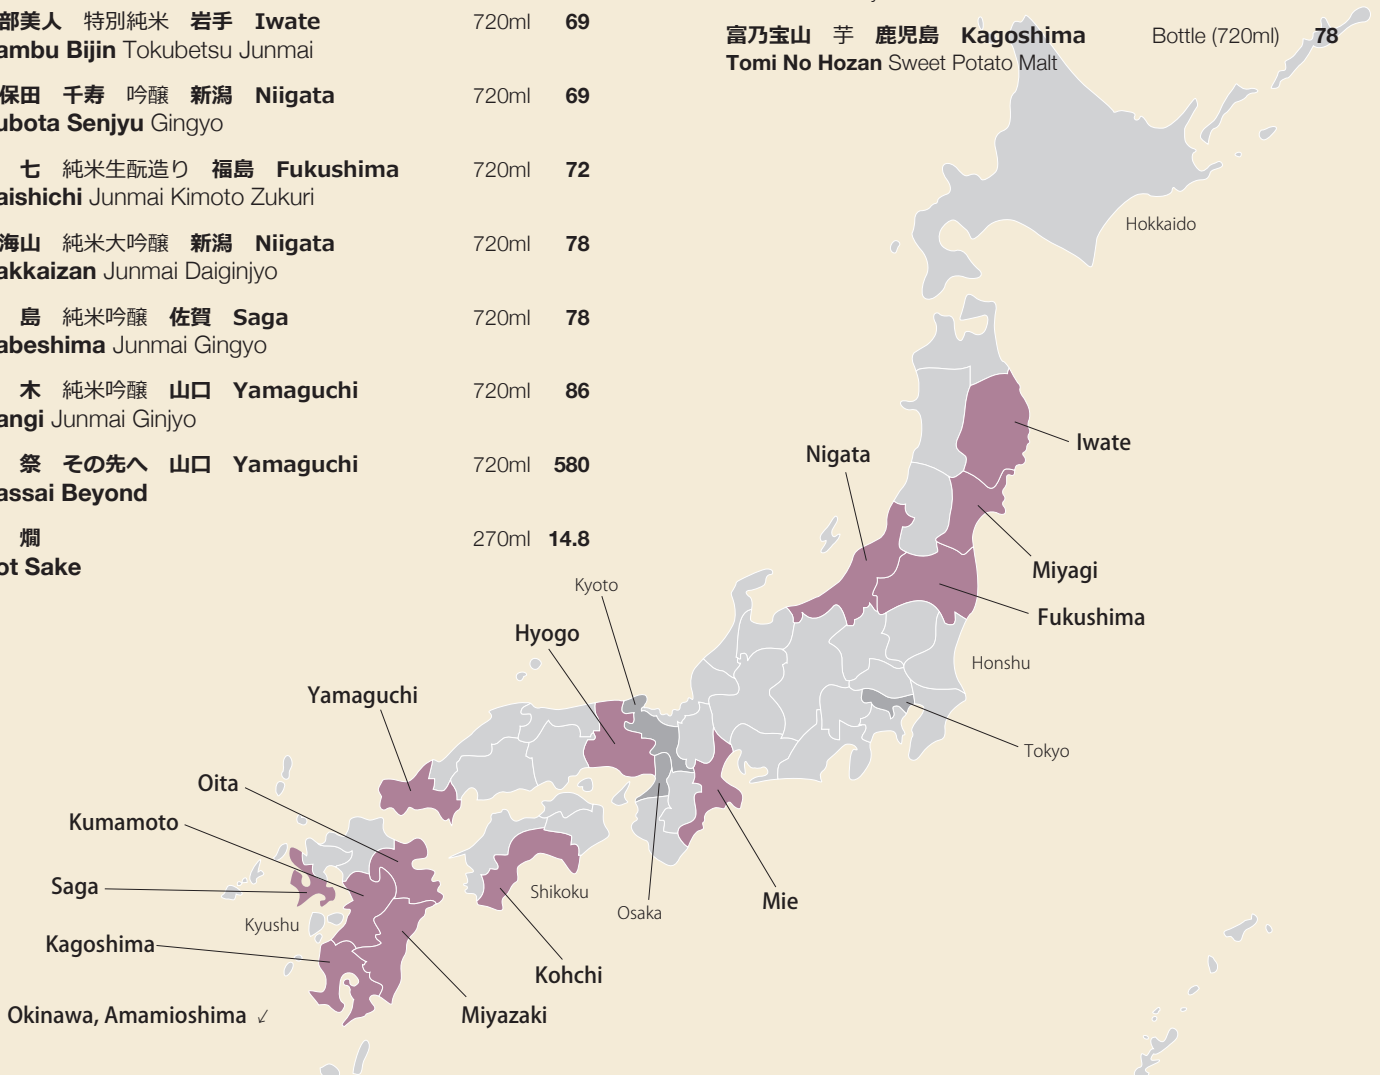 部美人　特別純米　岩手　Iwate 720ml 69
ambu Bijin Tokubetsu Junmai
保田　千寿　吟醸　新潟　Niigata 720ml 69
ubota Senjyu Gingyo
七　純米生酛造り　福島　Fukushima 720ml 72
aishichi Junmai Kimoto Zukuri
海山　純米大吟醸　新潟　Niigata 720ml 78
akkaizan Junmai Daiginjyo
島　純米吟醸　佐賀　Saga 720ml 78
abeshima Junmai Gingyo
木　純米吟醸　山口　Yamaguchi 720ml 86
angi Junmai Ginjyo
祭　その先へ　山口　Yamaguchi 720ml 580
assai Beyond
燗 270ml 14.8
ot Sake
富乃宝山　芋　鹿児島　Kagoshima Bottle (720ml) 78
Tomi No Hozan Sweet Potato Malt
Hokkaido
Iwate
Nigata
Miyagi
Kyoto
Fukushima
Hyogo
Honshu
Yamaguchi
Tokyo
Oita
Kumamoto
Saga
Shikoku
Mie
Osaka
Kyushu
Kagoshima
Kohchi
Okinawa, Amamioshima ↙
Miyazaki